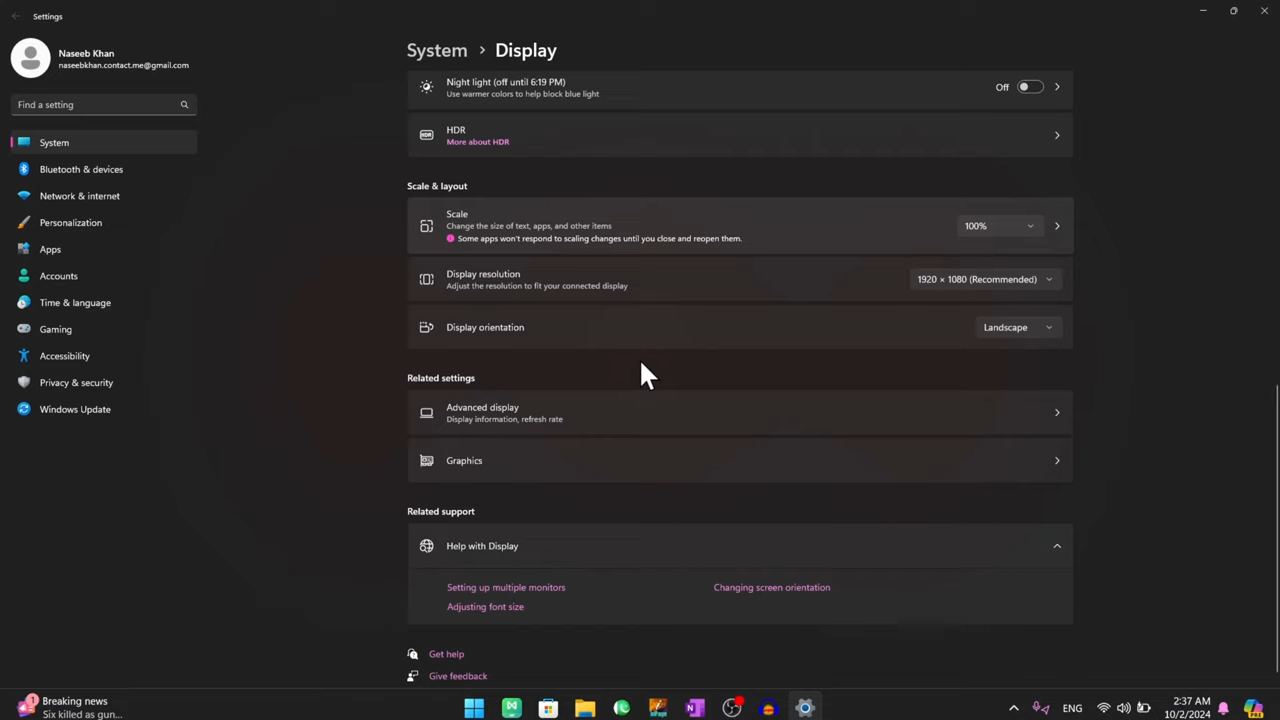 Settings
Naseeb Khan
naseebkhan.contact.me@gmail.com
Find a setting
System
Bluetooth & devices
Network & internet
Personalization
Apps
Accounts
Time & language
Gaming
Accessibility
Privacy & security
Windows Update
System > Display
Night light (off until 6:19 PM)
Use warmer colors to help block blue light
Off
HDR
HDR
More about HDR
Scale & layout
Scale
Change the size of text, apps, and other items
Some apps won't respond to scaling changes until you close and reopen them.
100%
Display resolution
Adjust the resolution to fit your connected display
1920 × 1080 (Recommended)
Display orientation
Landscape
Related settings
Advanced display
Display information, refresh rate
Graphics
Related support
Help with Display
Setting up multiple monitors
Changing screen orientation
Adjusting font size
Get help
Give feedback
1
Breaking news
Six killed as gun...
N
ENG
2:37 AM
10/2/2024
PRE